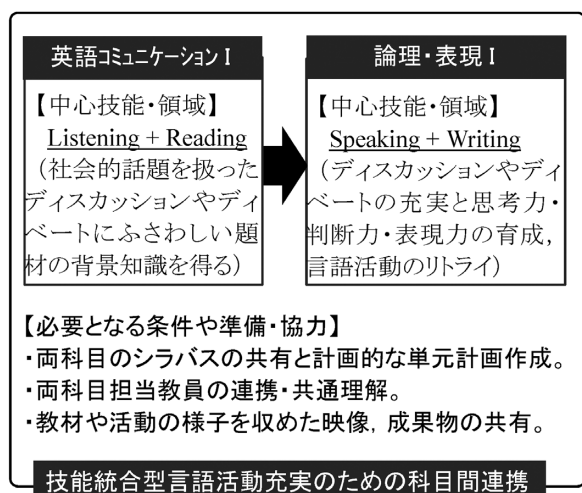 英語コミュニケーションⅠ
【中心技能・領域】
Listening + Reading
（社会的話題を扱った
ディスカッションやディ
ベートにふさわしい題
材の背景知識を得る）
論理・表現Ⅰ
【中心技能・領域】
Speaking + Writing
（ディスカッションやディ
ベートの充実と思考力・
判断力・表現力の育成，
言語活動のリトライ）
【必要となる条件や準備・協力】
・両科目のシラバスの共有と計画的な単元計画作成。
・両科目担当教員の連携・共通理解。
・教材や活動の様子を収めた映像，成果物の共有。
技能統合型言語活動充実のための科目間連携